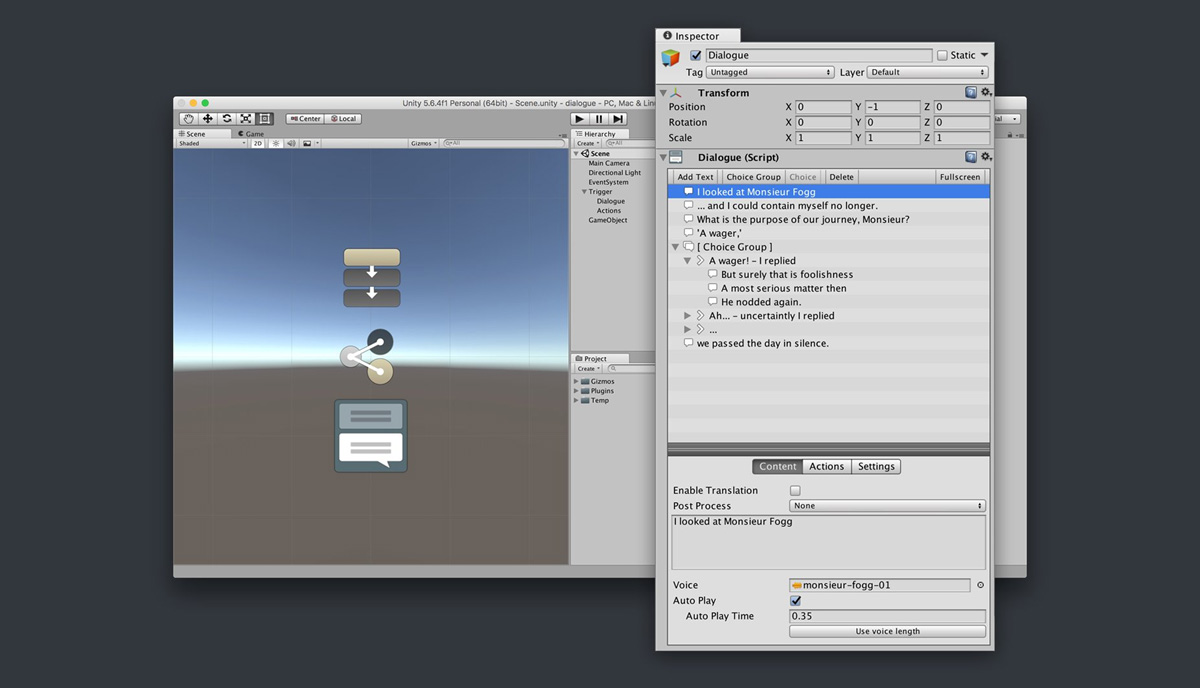 Unity 5.6.4f1 Personal (64bit) - Scene.unity - dialogue - PC, Mac & Lin
Center Local
Scene Game
Shaded 2D Gizmos All
Hierarchy
Create All
Scene
Main Camera
Directional Light
EventSystem
Trigger
Dialogue
Actions
GameObject
Project
Create
Gizmos
Plugins
Temp
Inspector
Dialogue Static
Tag Untagged Layer Default
Transform
Position X 0 Y -1 Z 0
Rotation X 0 Y 0 Z 0
Scale X 1 Y 1 Z 1
Dialogue (Script)
Add Text Choice Group Choice Delete Fullscreen
I looked at Monsieur Fogg
... and I could contain myself no longer.
What is the purpose of our journey, Monsieur?
'A wager,'
[ Choice Group ]
A wager! - I replied
But surely that is foolishness
A most serious matter then
He nodded again.
Ah... - uncertaintly I replied
...
we passed the day in silence.
Content Actions Settings
Enable Translation
Post Process None
I looked at Monsieur Fogg
Voice monsieur-fogg-01
Auto Play
Auto Play Time 0.35
Use voice length